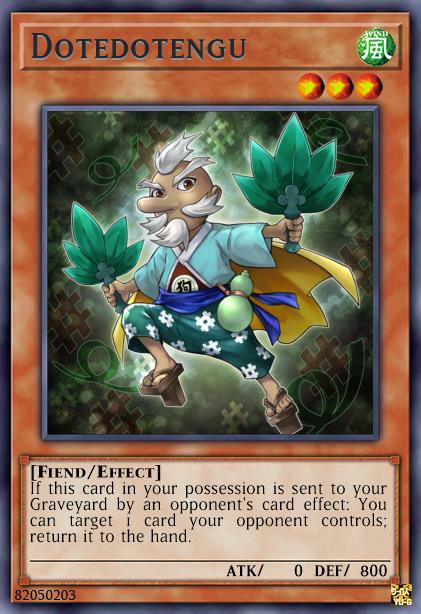 DOTEDOTENGU
WIND
風
狗
[FIEND/EFFECT]
If this card in your possession is sent to your
Graveyard by an opponent's card effect: You
can target 1 card your opponent controls;
return it to the hand.
ATK/ 0 DEF/ 800
82050203